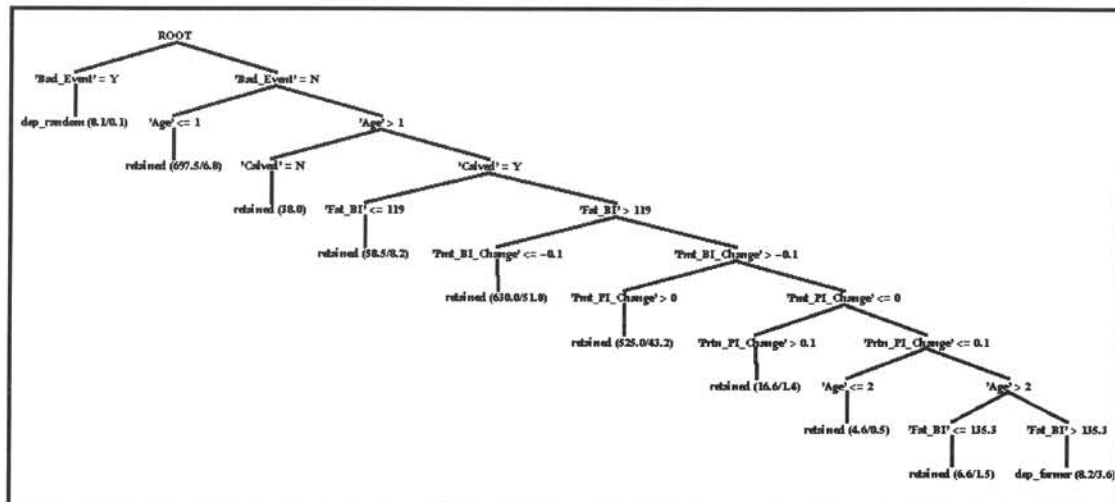 ROOT
'Bad_Event' = Y
'Bad_Event' = N
dep_random (8.1/0.1)
'Age' <= 1
'Age' > 1
retained (697.5/6.8)
'Calved' = N
'Calved' = Y
retained (38.0)
'Fat_BI' <= 119
'Fat_BI' > 119
retained (58.5/8.2)
'Pmt_BI_Change' <= -0.1
'Pmt_BI_Change' > -0.1
retained (630.0/51.8)
'Pmt_PI_Change' > 0
'Pmt_PI_Change' <= 0
retained (525.0/43.2)
'Prtn_PI_Change' > 0.1
'Prtn_PI_Change' <= 0.1
retained (16.6/1.4)
'Age' <= 2
'Age' > 2
retained (4.6/0.5)
'Fat_BI' <= 135.3
'Fat_BI' > 135.3
retained (6.6/1.5)
dep_farmer (8.2/3.6)